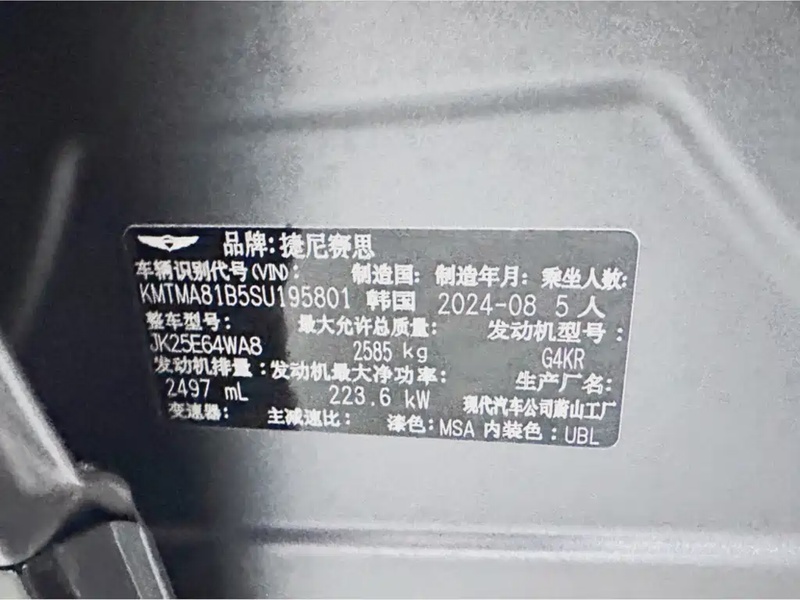 品牌:捷尼赛思
车辆识别代号(VIN): 制造国: 制造年月: 乘坐人数:
KMTMA81B5SU195801 韩国 2024-08 5人
整车型号: 最大允许总质量: 发动机型号:
JK25E64WA8 2585 kg G4KR
发动机排量:发动机最大净功率: 生产厂名:
2497 mL 223.6 kW 现代汽车公司蔚山工厂
变速器: 主减速比: 漆色:MSA 内装色:UBL